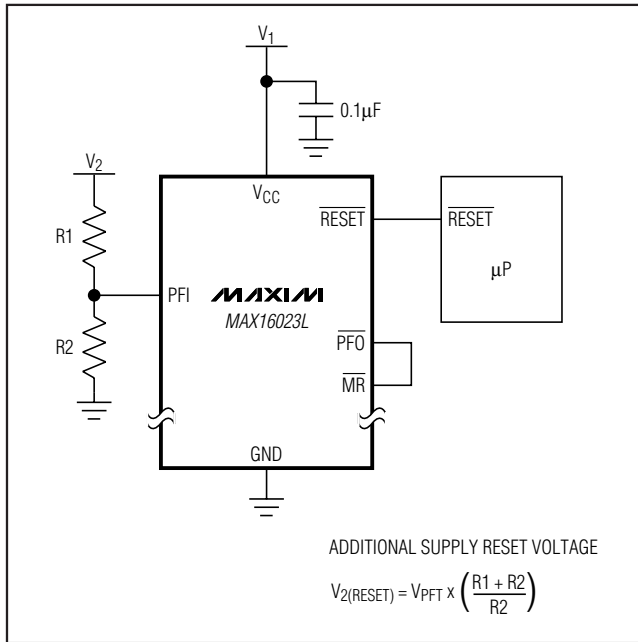 V1
0.1μF
V2
VCC
RESET
RESET
R1
μP
PFI
MAXIM
MAX16023L
PFO
R2
MR
GND
ADDITIONAL SUPPLY RESET VOLTAGE
V2(RESET) = VPFT x (R1 + R2 / R2)